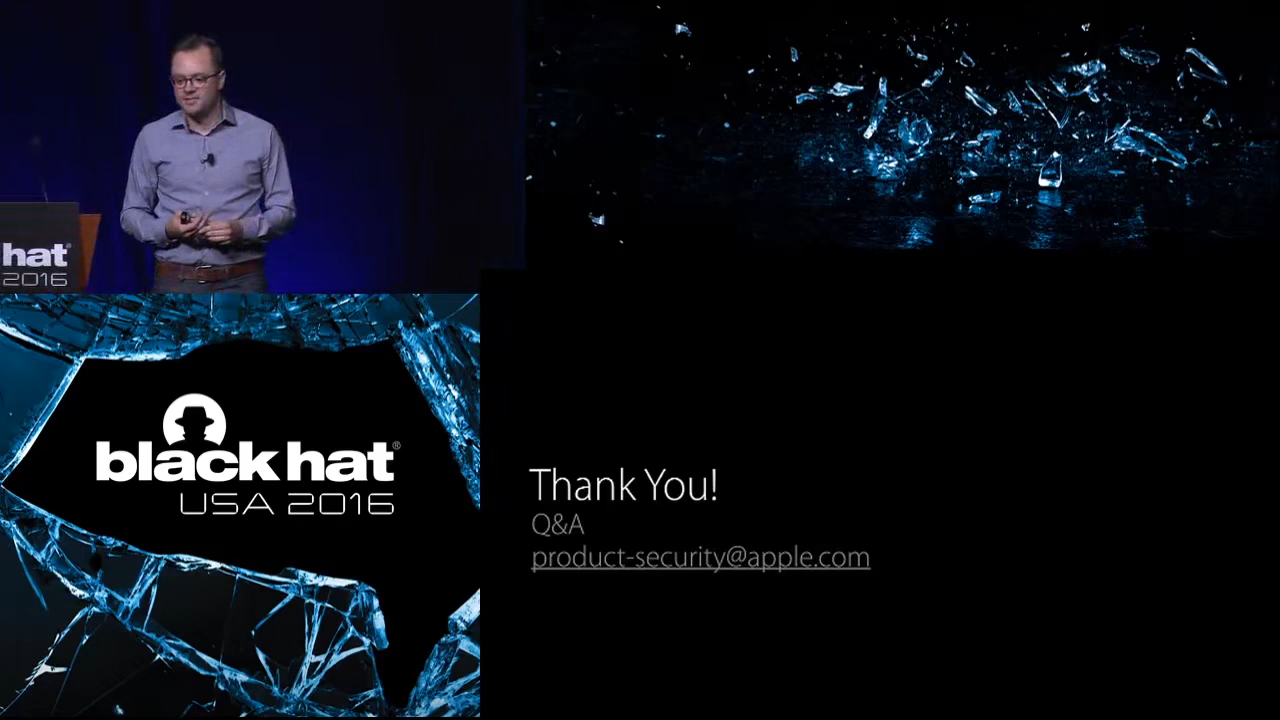 hat®
2016
black hat®
USA 2016
Thank You!
Q&A
product-security@apple.com